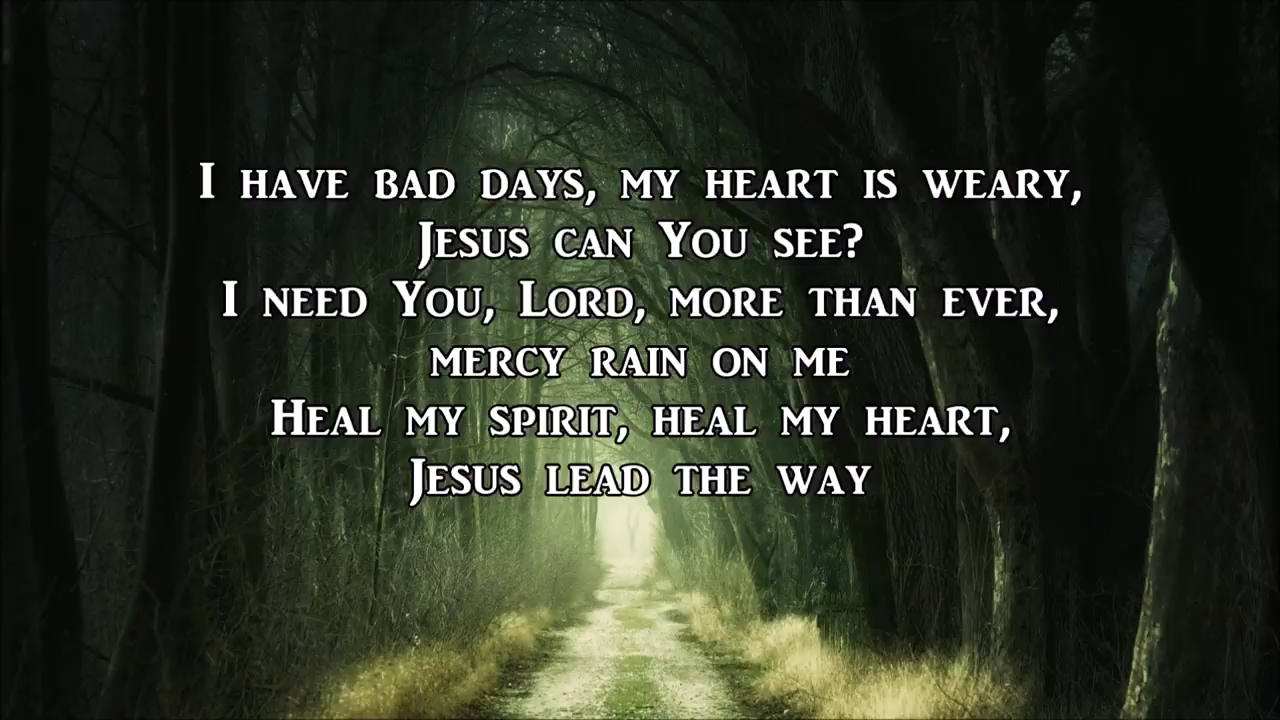 I have bad days, my heart is weary,
Jesus can You see?
I need You, Lord, more than ever,
mercy rain on me
Heal my spirit, heal my heart,
Jesus lead the way